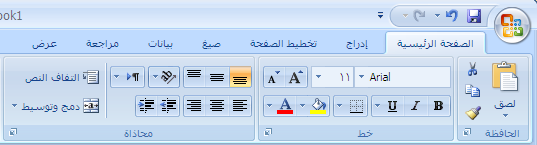 ook1
الصفحة الرئيسية إدراج تخطيط الصفحة صيغ بيانات مراجعة عرض
لصق
Arial ١١
A A
التفاف النص
B I U
A
دمج وتوسيط
الحافظة خط محاذاة